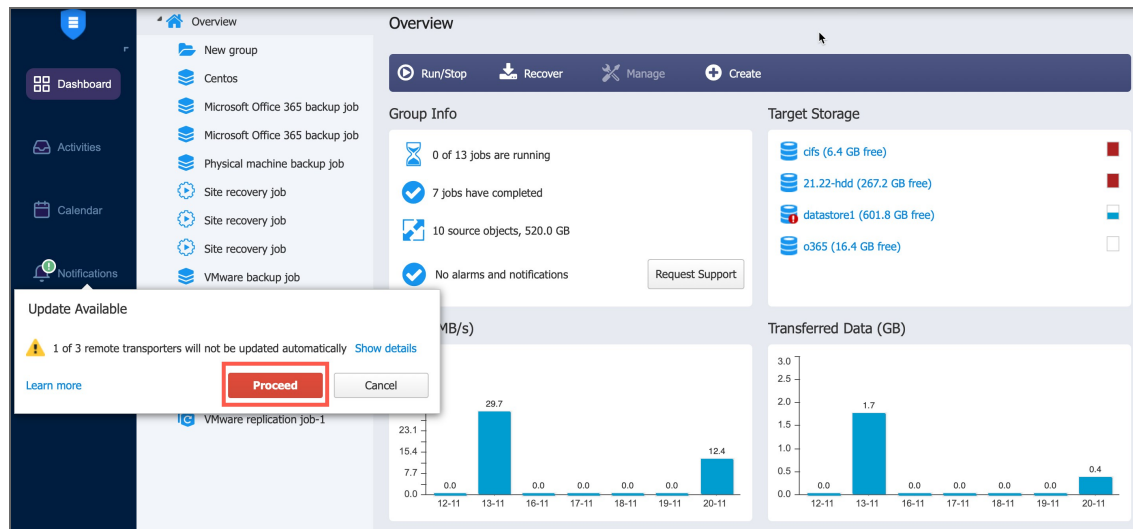 Dashboard
Activities
Calendar
Notifications
Overview
New group
Centos
Microsoft Office 365 backup job
Microsoft Office 365 backup job
Physical machine backup job
Site recovery job
Site recovery job
Site recovery job
VMware backup job
VMware replication job-1
Update Available
1 of 3 remote transporters will not be updated automatically Show details
Learn more
Proceed
Cancel
Overview
Run/Stop
Recover
Manage
Create
Group Info
0 of 13 jobs are running
7 jobs have completed
10 source objects, 520.0 GB
No alarms and notifications
Request Support
Target Storage
cifs (6.4 GB free)
21.22-hdd (267.2 GB free)
datastore1 (601.8 GB free)
o365 (16.4 GB free)
MB/s)
29.7
23.1
15.4
12.4
7.7
0.0 0.0 0.0 0.0 0.0 0.0
12-11 13-11 16-11 17-11 18-11 19-11 20-11
Transferred Data (GB)
3.0
2.5
2.0
1.7
1.5
1.0
0.5
0.4
0.0 0.0 0.0 0.0 0.0 0.0
12-11 13-11 16-11 17-11 18-11 19-11 20-11